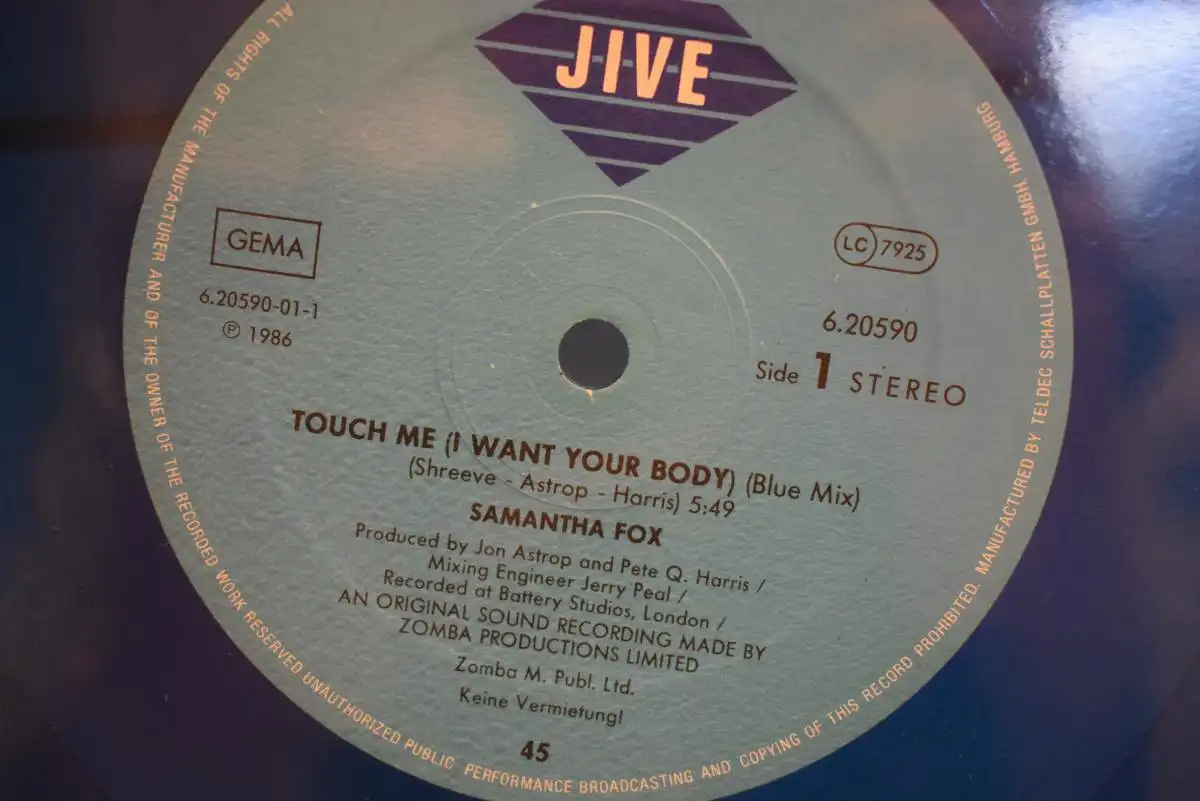 JIVE
GEMA
6.20590-01-1
℗ 1986
LC 7925
6.20590
Side 1 STEREO
TOUCH ME (I WANT YOUR BODY) (Blue Mix)
(Shreeve - Astrop - Harris) 5:49
SAMANTHA FOX
Produced by Jon Astrop and Pete Q. Harris /
Mixing Engineer Jerry Peal /
Recorded at Battery Studios, London /
AN ORIGINAL SOUND RECORDING MADE BY
ZOMBA PRODUCTIONS LIMITED
Zomba M. Publ. Ltd.
Keine Vermietung!
45
ALL RIGHTS OF THE MANUFACTURER AND OF THE OWNER OF THE RECORDED WORK RESERVED UNAUTHORIZED PUBLIC PERFORMANCE BROADCASTING AND COPYING OF THIS RECORD PROHIBITED. MANUFACTURED BY TELDEC SCHALLPLATTEN GMBH, HAMBURG